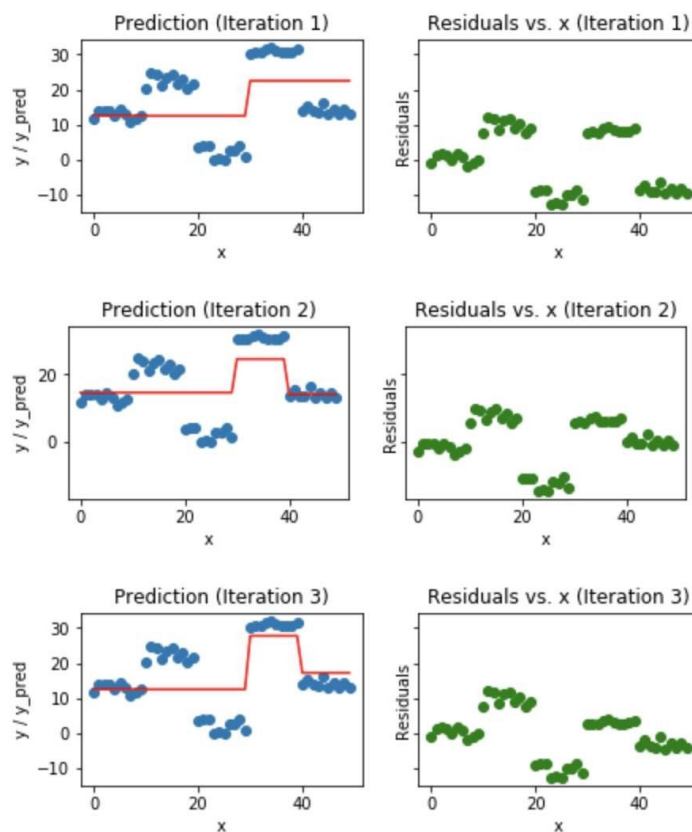 Prediction (Iteration 1)
y / y_pred
30
20
10
0
−10
0
20
40
x
Residuals vs. x (Iteration 1)
Residuals
0
20
40
x
Prediction (Iteration 2)
y / y_pred
20
0
0
20
40
x
Residuals vs. x (Iteration 2)
Residuals
0
20
40
x
Prediction (Iteration 3)
y / y_pred
30
20
10
0
−10
0
20
40
x
Residuals vs. x (Iteration 3)
Residuals
0
20
40
x